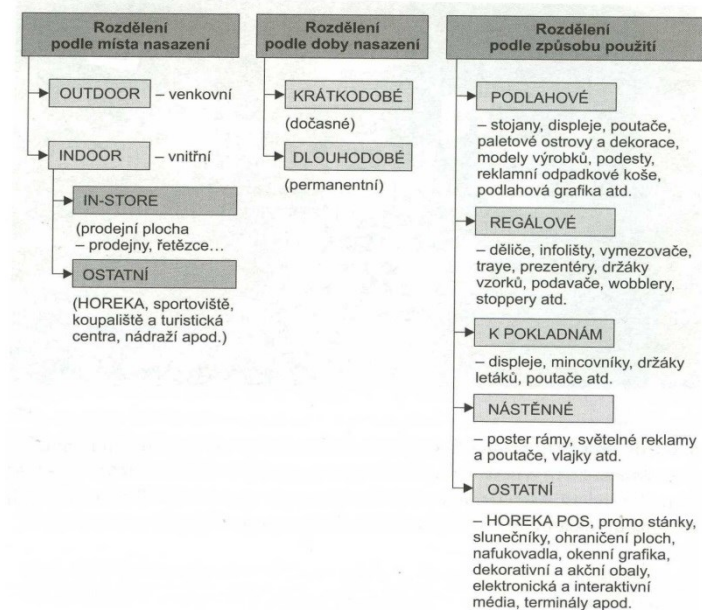 Rozdělení
podle místa nasazení
OUTDOOR – venkovní
INDOOR – vnitřní
IN-STORE
(prodejní plocha
– prodejny, řetězce...
OSTATNÍ
(HOREKA, sportoviště,
koupaliště a turistická
centra, nádraží apod.)
Rozdělení
podle doby nasazení
KRÁTKODOBÉ
(dočasné)
DLOUHODOBÉ
(permanentní)
Rozdělení
podle způsobu použití
PODLAHOVÉ
– stojany, displeje, poutače,
paletové ostrovy a dekorace,
modely výrobků, podesty,
reklamní odpadkové koše,
podlahová grafika atd.
REGÁLOVÉ
– děliče, infolišty, vymezovače,
traye, prezentéry, držáky
vzorků, podavače, wobblery,
stoppery atd.
K POKLADNÁM
– displeje, mincovníky, držáky
letáků, poutače atd.
NÁSTĚNNÉ
– poster rámy, světelné reklamy
a poutače, vlajky atd.
OSTATNÍ
– HOREKA POS, promo stánky,
slunečníky, ohraničení ploch,
nafukovadla, okenní grafika,
dekorativní a akční obaly,
elektronická a interaktivní
média, terminály apod.